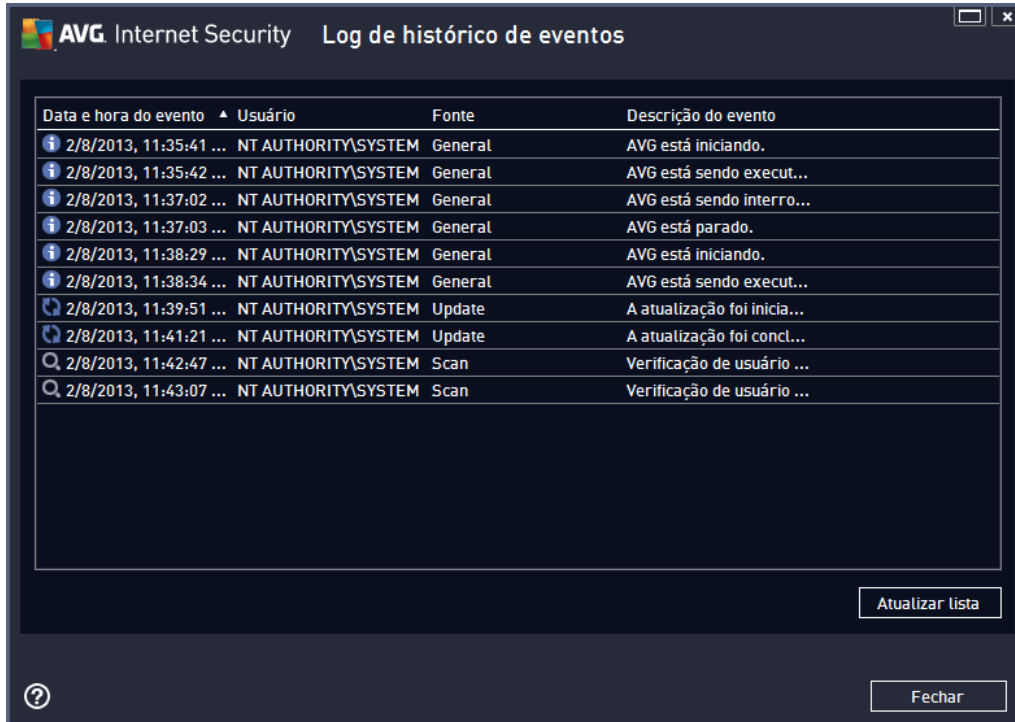 AVG. Internet Security Log de histórico de eventos
Data e hora do evento Usuário Fonte Descrição do evento
2/8/2013, 11:35:41 ... NT AUTHORITY\SYSTEM General AVG está iniciando.
2/8/2013, 11:35:42 ... NT AUTHORITY\SYSTEM General AVG está sendo execut...
2/8/2013, 11:37:02 ... NT AUTHORITY\SYSTEM General AVG está sendo interro...
2/8/2013, 11:37:03 ... NT AUTHORITY\SYSTEM General AVG está parado.
2/8/2013, 11:38:29 ... NT AUTHORITY\SYSTEM General AVG está iniciando.
2/8/2013, 11:38:34 ... NT AUTHORITY\SYSTEM General AVG está sendo execut...
2/8/2013, 11:39:51 ... NT AUTHORITY\SYSTEM Update A atualização foi inicia...
2/8/2013, 11:41:21 ... NT AUTHORITY\SYSTEM Update A atualização foi concl...
2/8/2013, 11:42:47 ... NT AUTHORITY\SYSTEM Scan Verificação de usuário ...
2/8/2013, 11:43:07 ... NT AUTHORITY\SYSTEM Scan Verificação de usuário ...
Atualizar lista
Fechar